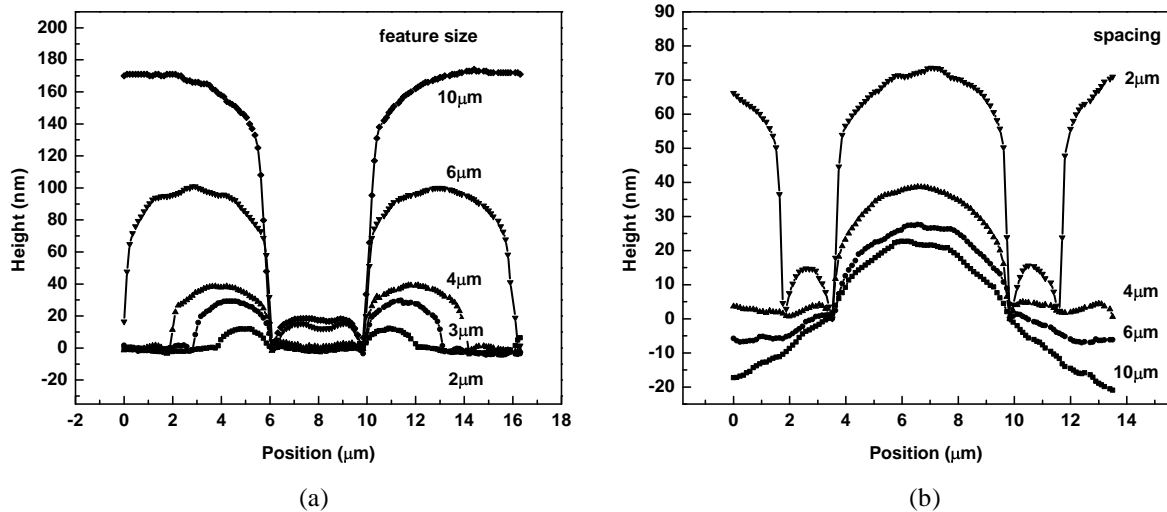 210
200
180
160
140
120
100
80
60
40
20
0
-20
Height (nm)
feature size
10μm
6μm
4μm
3μm
2μm
-2 0 2 4 6 8 10 12 14 16 18
Position (μm)
(a)
90
80
70
60
50
40
30
20
10
0
-10
-20
Height (nm)
spacing
2μm
4μm
6μm
10μm
0 2 4 6 8 10 12 14
Position (μm)
(b)